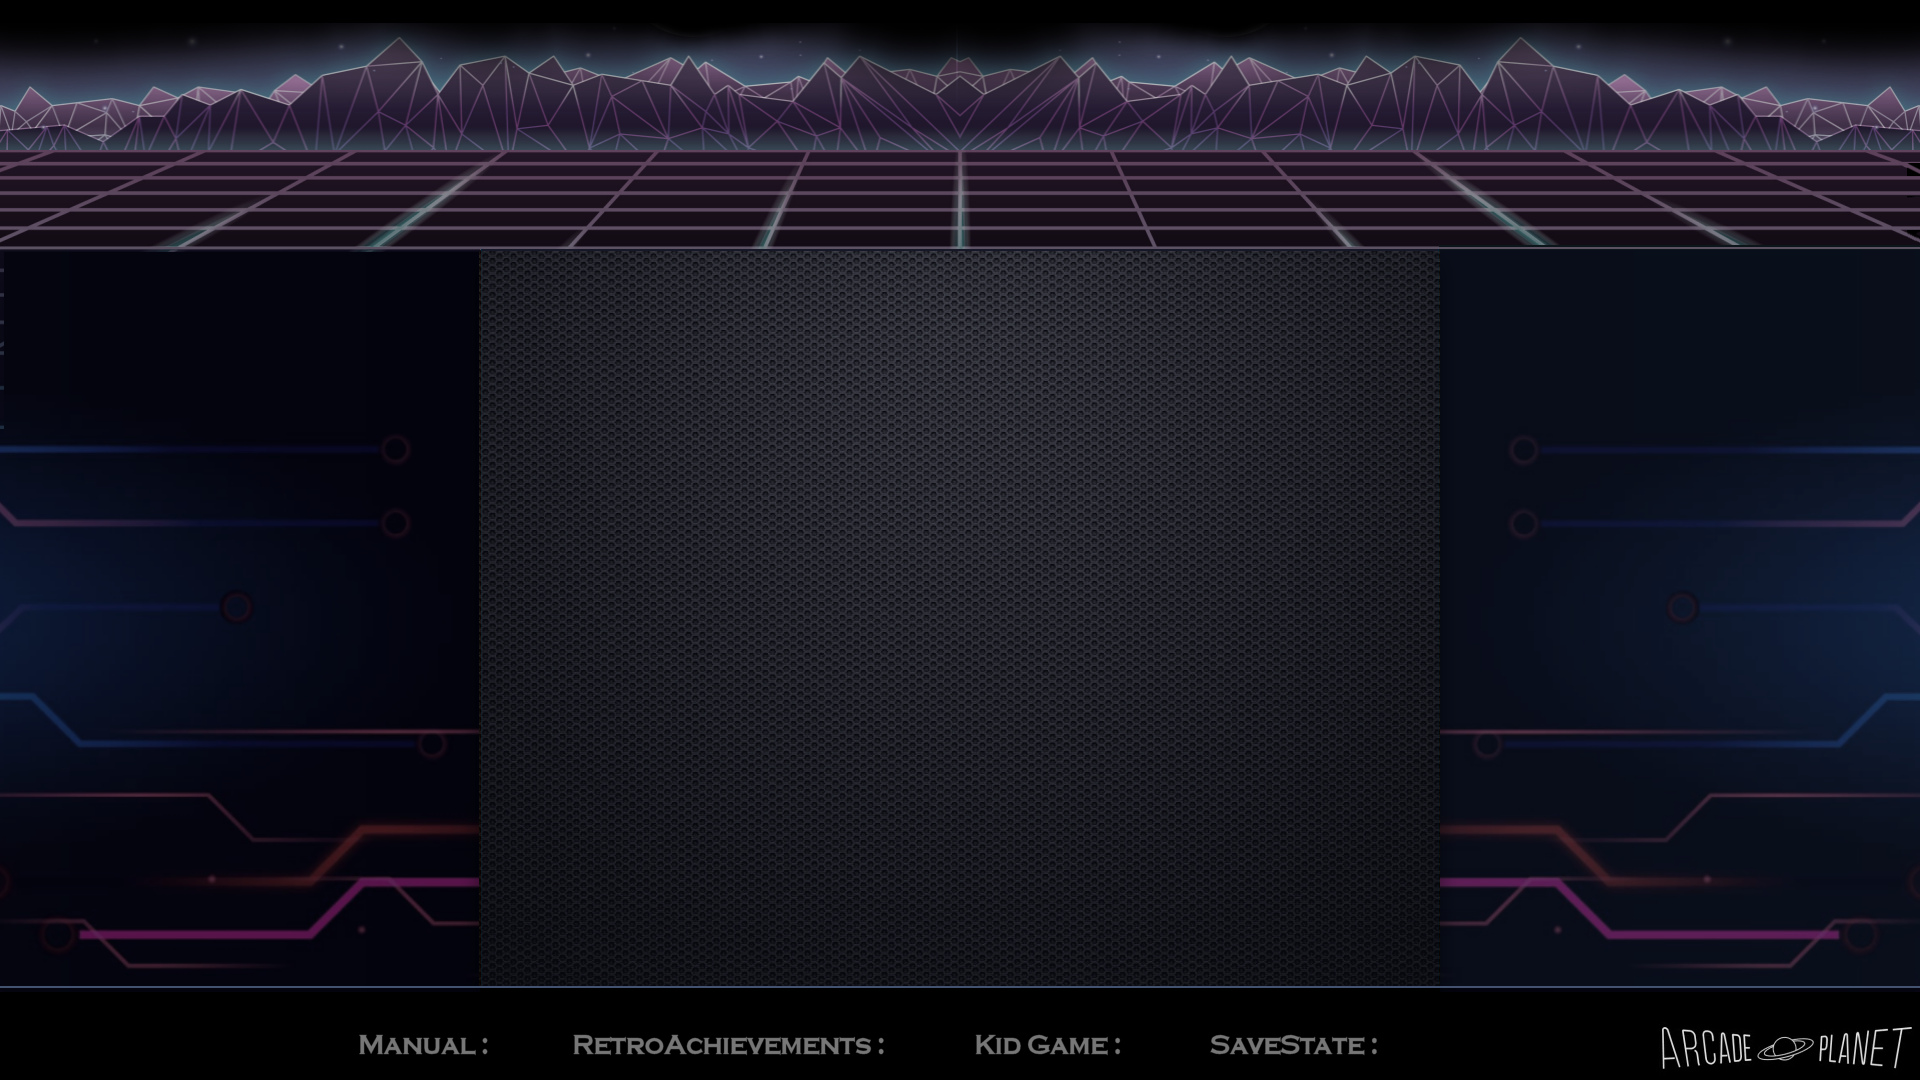 Manual :
RetroAchievements :
Kid Game :
SaveState :
ARCADE PLANET